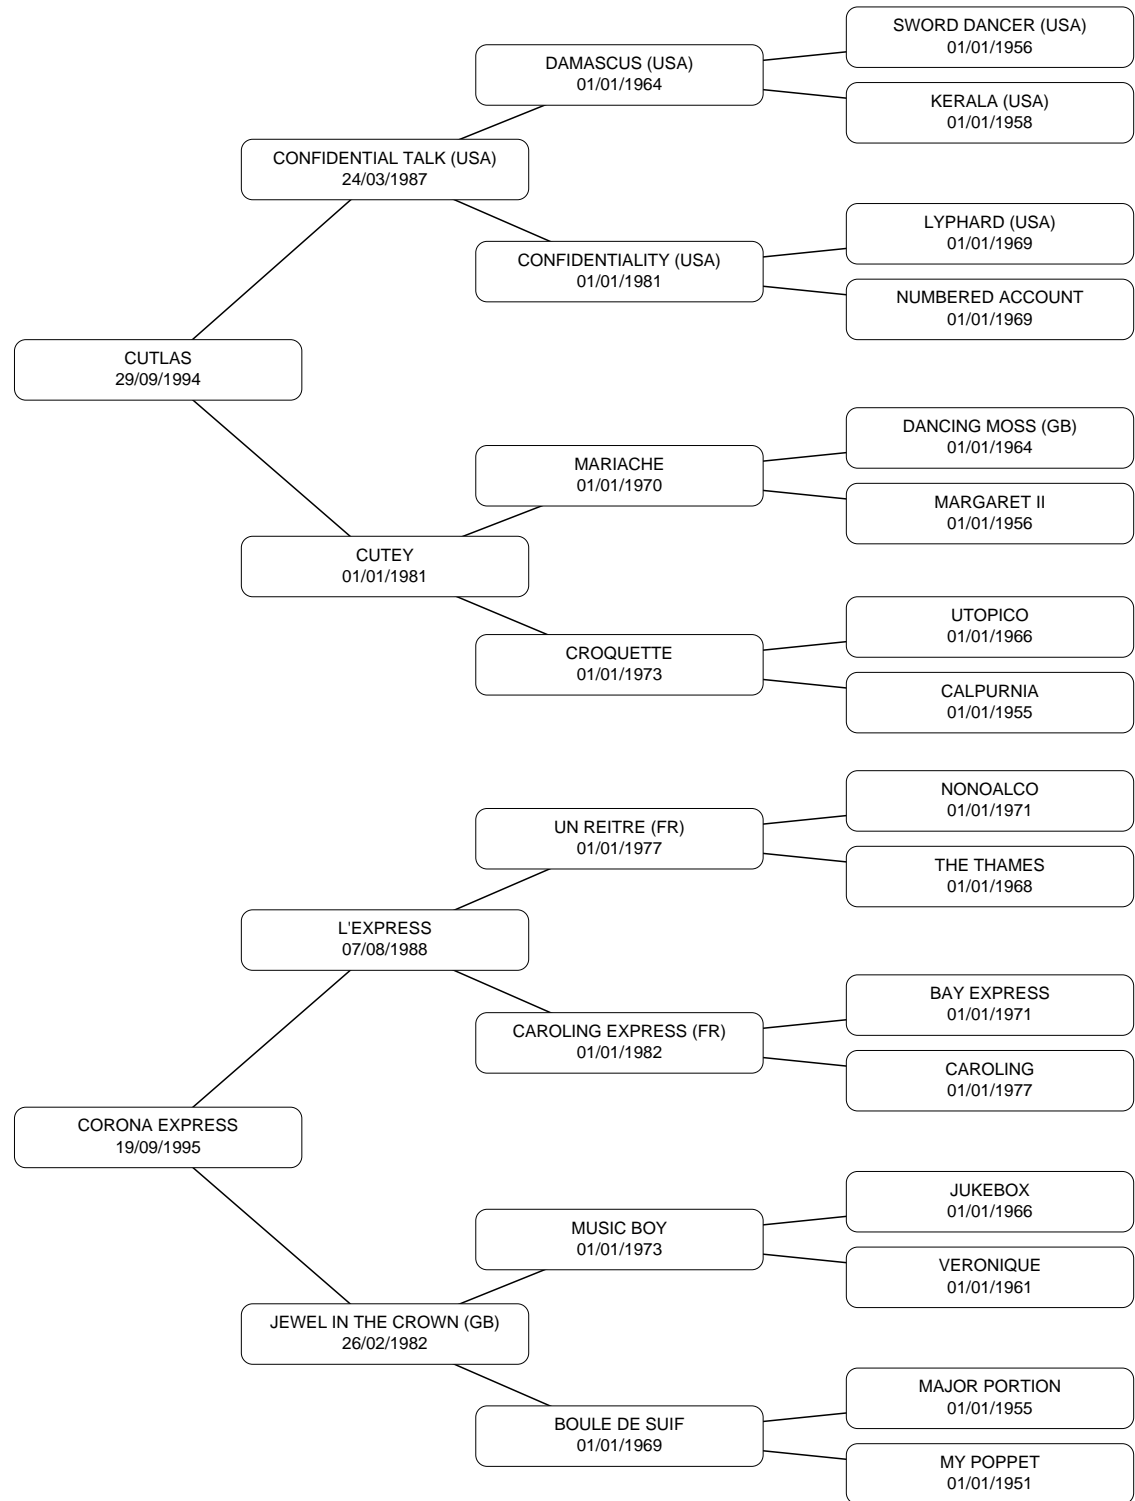 SWORD DANCER (USA)
01/01/1956
DAMASCUS (USA)
01/01/1964
KERALA (USA)
01/01/1958
CONFIDENTIAL TALK (USA)
24/03/1987
LYPHARD (USA)
01/01/1969
CONFIDENTIALITY (USA)
01/01/1981
NUMBERED ACCOUNT
01/01/1969
CUTLAS
29/09/1994
DANCING MOSS (GB)
01/01/1964
MARIACHE
01/01/1970
MARGARET II
01/01/1956
CUTEY
01/01/1981
UTOPICO
01/01/1966
CROQUETTE
01/01/1973
CALPURNIA
01/01/1955
NONOALCO
01/01/1971
UN REITRE (FR)
01/01/1977
THE THAMES
01/01/1968
L'EXPRESS
07/08/1988
BAY EXPRESS
01/01/1971
CAROLING EXPRESS (FR)
01/01/1982
CAROLING
01/01/1977
CORONA EXPRESS
19/09/1995
JUKEBOX
01/01/1966
MUSIC BOY
01/01/1973
VERONIQUE
01/01/1961
JEWEL IN THE CROWN (GB)
26/02/1982
MAJOR PORTION
01/01/1955
BOULE DE SUIF
01/01/1969
MY POPPET
01/01/1951